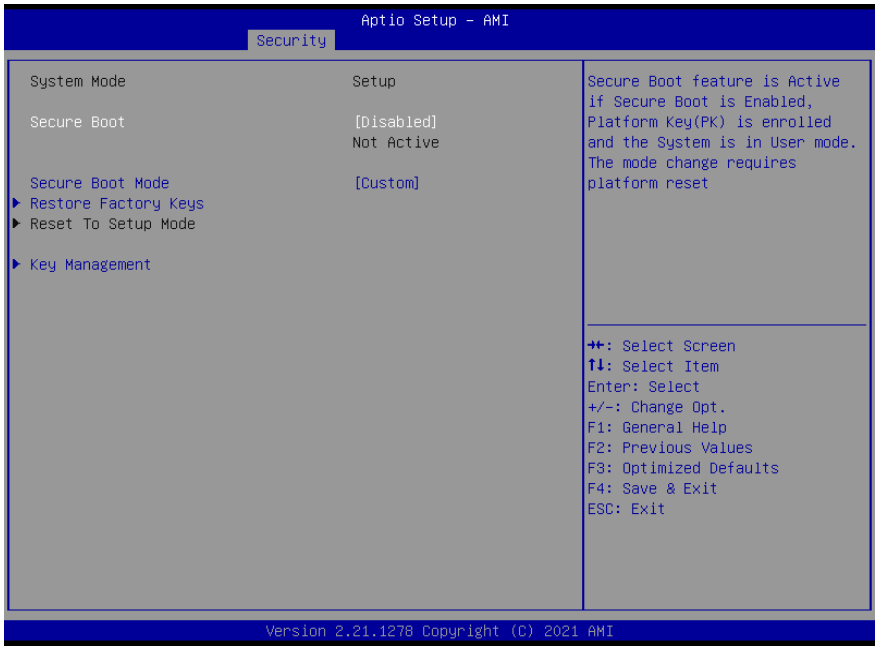 Aptio Setup – AMI
Security
System Mode Setup
Secure Boot [Disabled]
Not Active
Secure Boot Mode [Custom]
▶ Restore Factory Keys
▶ Reset To Setup Mode
▶ Key Management
Secure Boot feature is Active
if Secure Boot is Enabled,
Platform Key(PK) is enrolled
and the System is in User mode.
The mode change requires
platform reset
→←: Select Screen
↑↓: Select Item
Enter: Select
+/-: Change Opt.
F1: General Help
F2: Previous Values
F3: Optimized Defaults
F4: Save & Exit
ESC: Exit
Version 2.21.1278 Copyright (C) 2021 AMI